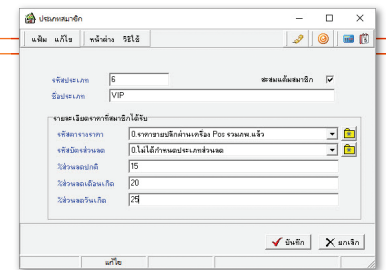 ประเภทสมาชิก
แฟ้ม แก้ไข หน้าต่าง วิธีใช้
รหัสประเภท 6 สะสมแต้มสมาชิก
ชื่อประเภท VIP
รายละเอียดราคาที่สมาชิกได้รับ
รหัสตารางราคา 0.ราคาขายปลีกผ่านเครื่อง Pos รวมภพ.แล้ว
รหัสบัตรส่วนลด 0.ไม่ได้กำหนดประเภทส่วนลด
%ส่วนลดปกติ 15
%ส่วนลดเดือนเกิด 20
%ส่วนลดวันเกิด 25
บันทึก ยกเลิก
แก้ไข